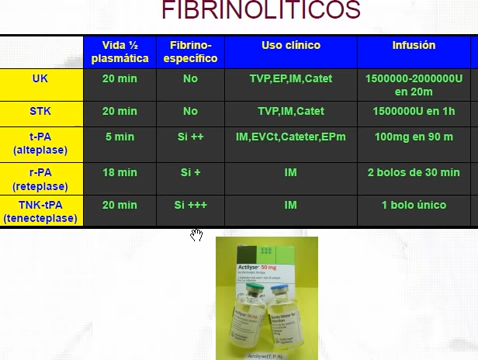 FIBRINOLITICOS
Vida ½ Fibrino- Uso clínico Infusión
plasmática específico
UK 20 min No TVP,EP,IM,Catet 1500000-2000000U
en 20m
STK 20 min No TVP,IM,Catet 1500000U en 1h
t-PA 5 min Si ++ IM,EVCt,Cateter,EPm 100mg en 90 m
(alteplase)
r-PA 18 min Si + IM 2 bolos de 30 min
(reteplase)
TNK-tPA 20 min Si +++ IM 1 bolo único
(tenecteplase)
Actilyse 50 mg